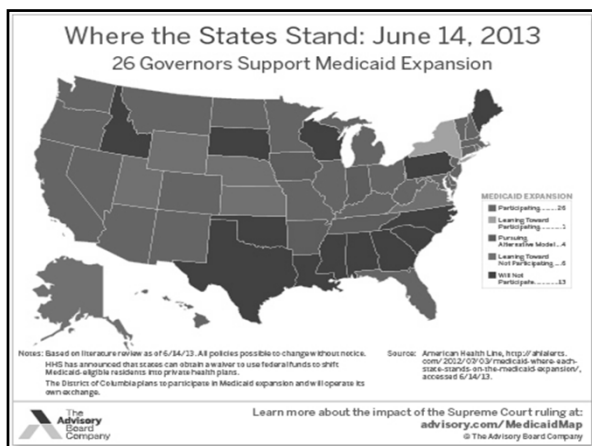 Where the States Stand: June 14, 2013
26 Governors Support Medicaid Expansion
MEDICAID EXPANSION
Participating..........26
Leaning Toward
Participating..........1
Pursuing
Alternative Model...4
Leaning Toward
Not Participating....6
Will Not
Participate..............13
Notes: Based on literature review as of 6/14/13. All policies possible to change without notice.
HHS has announced that states can obtain a waiver to use federal funds to shift
Medicaid-eligible residents into private health plans.
The District of Columbia plans to participate in Medicaid expansion and will operate its
own exchange.
Source: American Health Line, http://ahlalerts.
com/2012/07/03/medicaid-where-each-
state-stands-on-the-medicaid-expansion/,
accessed 6/14/13.
The
Advisory
Board
Company
Learn more about the impact of the Supreme Court ruling at:
advisory.com/MedicaidMap
© The Advisory Board Company